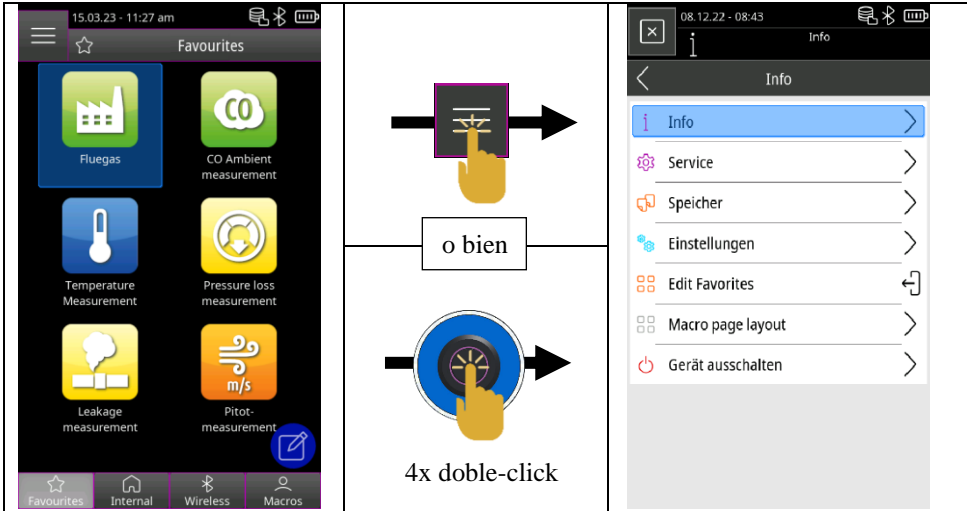 15.03.23 - 11:27 am
Favourites
Fluegas
CO
CO Ambient
measurement
Temperature
Measurement
Pressure loss
measurement
Leakage
measurement
m/s
Pitot-
measurement
Favourites
Internal
Wireless
Macros
o bien
4x doble-click
08.12.22 - 08:43
Info
Info
Info
Service
Speicher
Einstellungen
Edit Favorites
Macro page layout
Gerät ausschalten